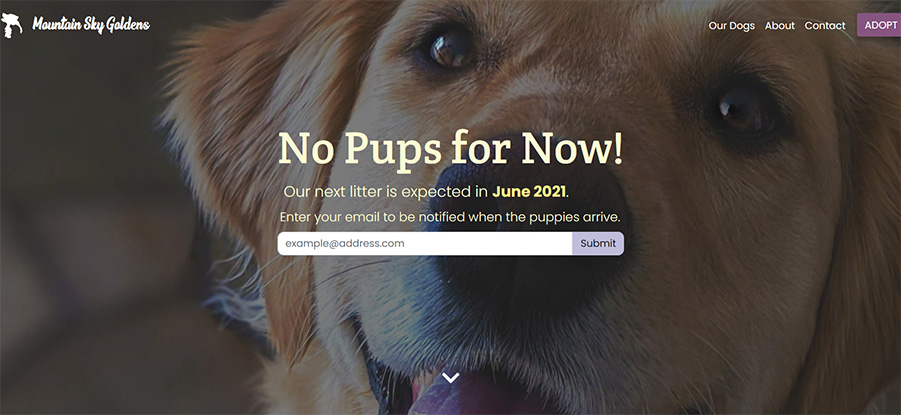 Mountain Sky Goldens
Our Dogs
About
Contact
ADOPT
No Pups for Now!
Our next litter is expected in June 2021.
Enter your email to be notified when the puppies arrive.
example@address.com
Submit